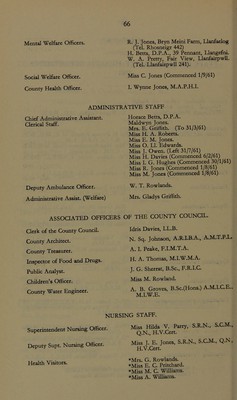 66
Mental Welfare Officers. R. J. Jones, Bryn Meini Parro, Llanfaelog
(Tel. Rhosneigr 442)
H. Betts, D.P.A., 39 Pennant, Llangefni.
W. A. Pretty, Fair View, Llanfairynwll.
(Tel. Llanfairpwll 241).
Social Welfare Officer. Miss C. Jones (Commenced 1/9/61)
County Health Officer. I. Wynne Jones, M.A.P.H.I.
ADMINISTRATIVE STAFF
Chief Administrative Assistant. Horace Betts, D.P.A.
Clerical Staff. Maldwyn Jones.
Mrs. E. Griffith. (To 31/3/61)
Miss H. A. Roberts.
Miss E. M. Jones.
Miss O. Ll. Edwards.
Miss J. Owen. (Left 31/7/61)
Miss H. Davies (Commenced 6/2/61)
Miss I. G. Hughes (Commenced 30/1/61)
Miss R. Jones (Commenced 1/8/61)
Miss M. Jones (Commenced 1/8/61)
Deputy Ambulance Officer. W. T. Rowlands.
Administrative Assist. (Welfare) Mrs. Gladys Griffith.
ASSOCIATED OFFICERS OF THE COUNTY COUNCIL.
Clerk of the County Council. Idris Davies, LL.B.
County Architect. N. Sq. Johnson, A.R.I.B.A., A.M.T.P.I.
County Treasurer. A. J. Peake, F.I.M.T.A.
Inspector of Food and Drugs. H. A. Thomas, M.I.W.M.A.
Public Analyst. J. G. Sherratt, B.Sc., F.R.I.C.
Children's Officer. Miss M. Rowland.
County Water Engineer. A. B. Groves, B.Sc.(Hons.) A.M.I.C.E.,
M.I.W.E.
NURSING STAFF.
Superintendent Nursing Officer. Miss Hilda V. Parry, S.R.N., S.C.M.,
Q.N., H.V.Cert.
Deputy Supt. Nursing Officer. Miss J. E. Jones, S.R.N., S.C.M., Q.N.,
H.V.Cert.
Health Visitors. *Mrs. G. Rowlands.
*Miss E. C. Pritchard.
*Miss M. C. Williams.
*Miss A. Williams.